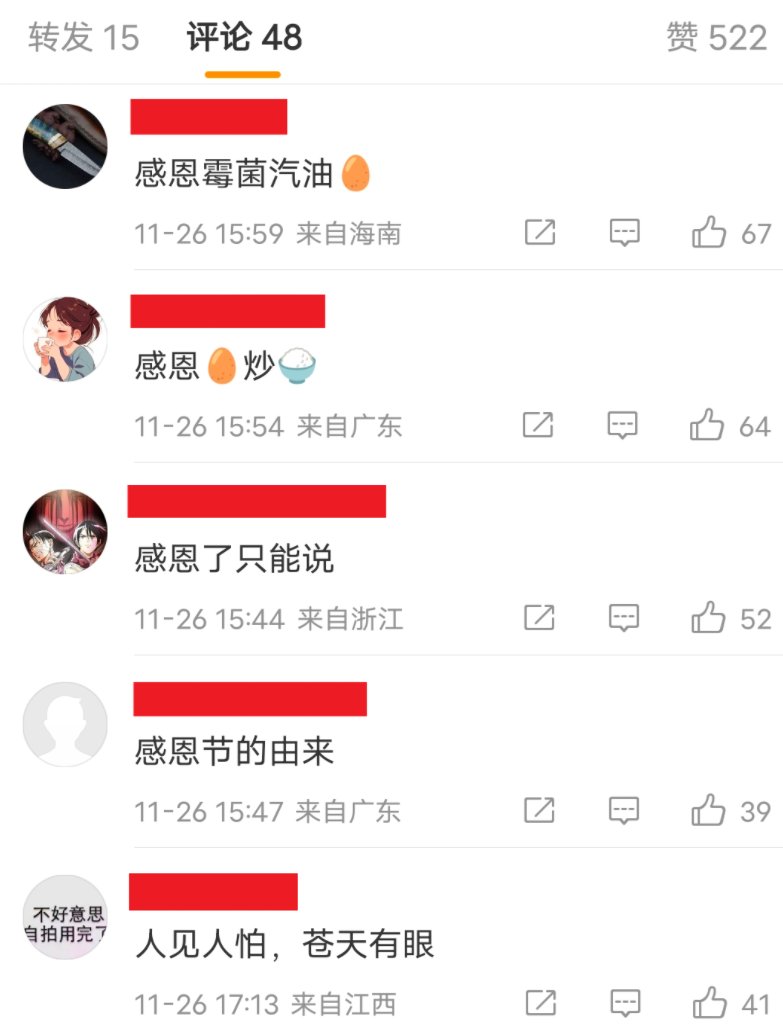 转发 15 评论 48 赞 522
感恩霉菌汽油🥚
11-26 15:59 来自海南 67
感恩🥚炒🍚
11-26 15:54 来自广东 64
感恩了只能说
11-26 15:44 来自浙江 52
感恩节的由来
11-26 15:47 来自广东 39
不好意思
自拍用完了
人见人怕，苍天有眼
11-26 17:13 来自江西 41